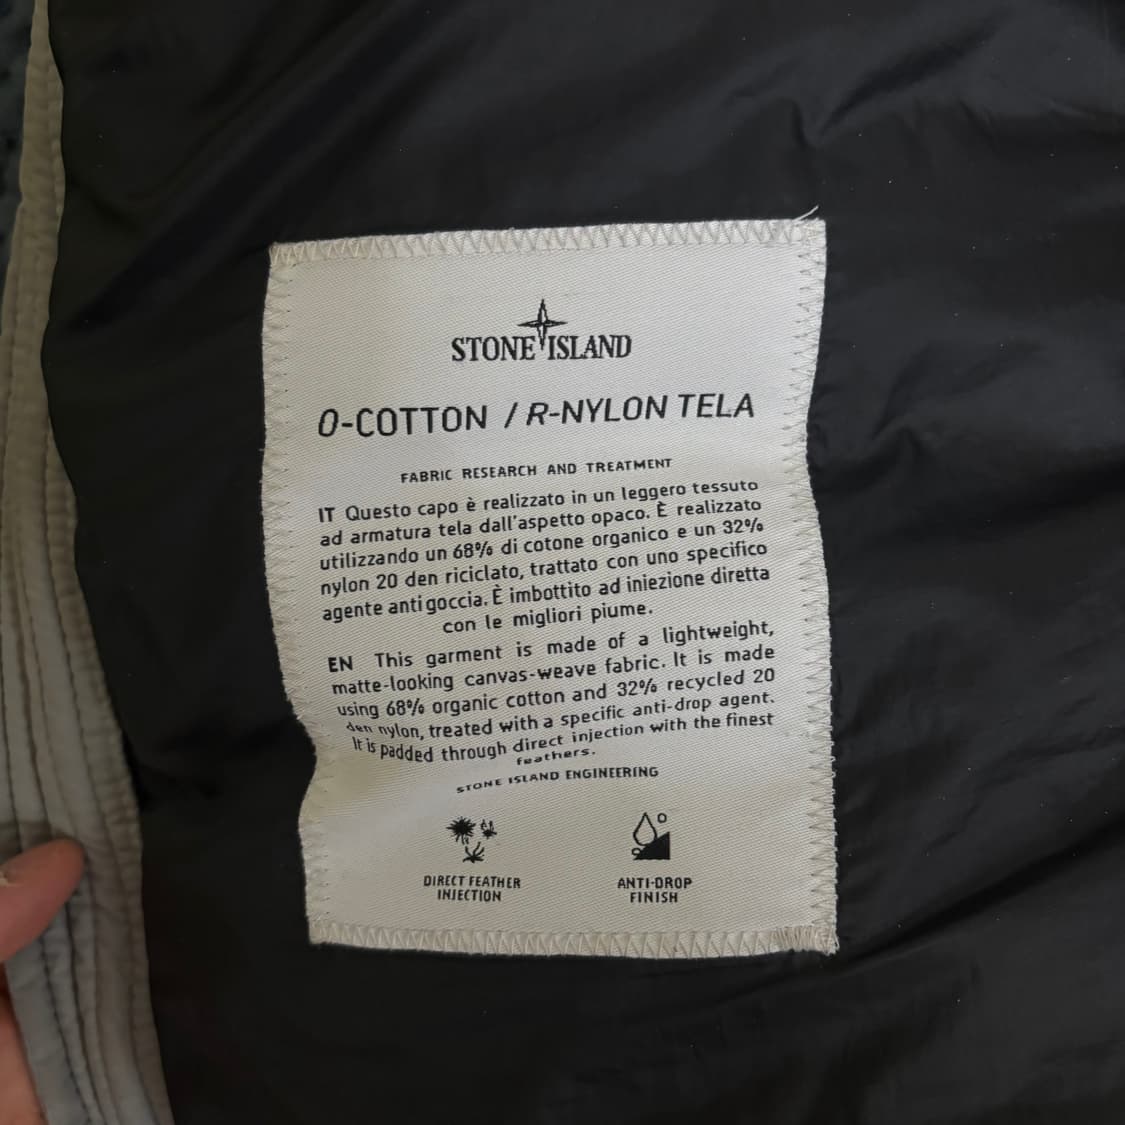 STONE ISLAND
O-COTTON / R-NYLON TELA
FABRIC RESEARCH AND TREATMENT
IT Questo capo è realizzato in un leggero tessuto
ad armatura tela dall'aspetto opaco. È realizzato
utilizzando un 68% di cotone organico e un 32%
nylon 20 den riciclato, trattato con uno specifico
agente anti goccia. È imbottito ad iniezione diretta
con le migliori piume.
EN This garment is made of a lightweight,
matte-looking canvas-weave fabric. It is made
using 68% organic cotton and 32% recycled 20
den nylon, treated with a specific anti-drop agent.
It is padded through direct injection with the finest
feathers.
STONE ISLAND ENGINEERING
DIRECT FEATHER
INJECTION
ANTI-DROP
FINISH